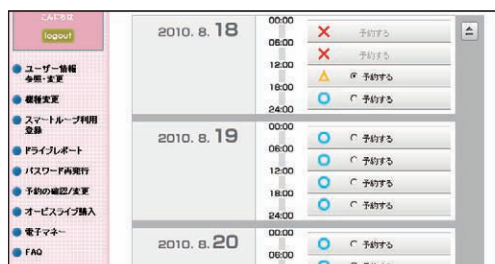 こんにちは
logout
ユーザー情報
参照・変更
機種変更
スマートループ利用
登録
ドライブレポート
パスワード再発行
予約の確認/変更
オービスライブ購入
電子マネー
FAQ
2010. 8. 18
00:00
06:00
12:00
18:00
24:00
予約する
予約する
予約する
予約する
2010. 8. 19
00:00
06:00
12:00
18:00
24:00
予約する
予約する
予約する
予約する
2010. 8. 20
00:00
06:00
予約する